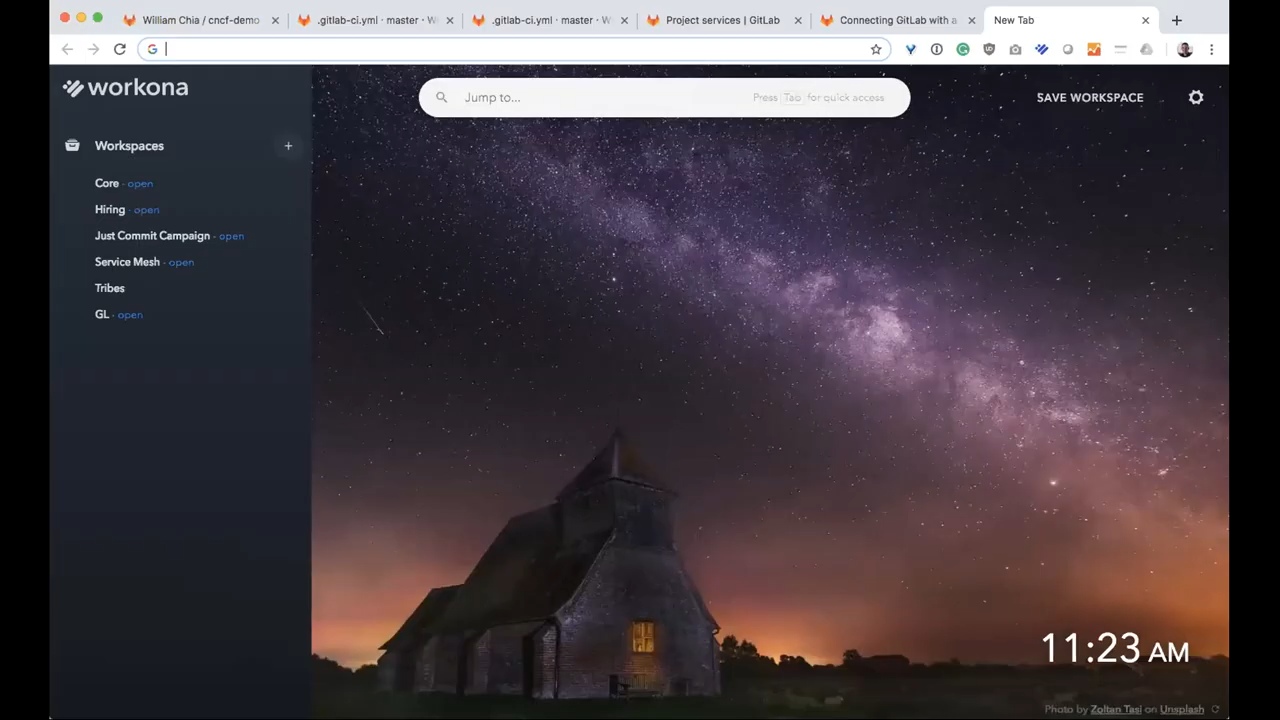 William Chia / cncf-demo
.gitlab-ci.yml · master · W
.gitlab-ci.yml · master · W
Project services | GitLab
Connecting GitLab with a
New Tab
workona
Jump to...
Press Tab for quick access
SAVE WORKSPACE
Workspaces
Core - open
Hiring - open
Just Commit Campaign - open
Service Mesh - open
Tribes
GL - open
11:23 AM
Photo by Zoltan Tasi on Unsplash